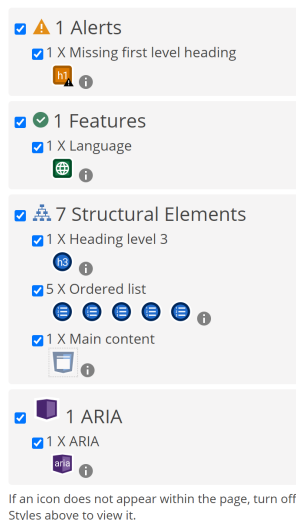 1 Alerts
1 X Missing first level heading
h1
1 Features
1 X Language
7 Structural Elements
1 X Heading level 3
h3
5 X Ordered list
1 X Main content
1 ARIA
1 X ARIA
aria
If an icon does not appear within the page, turn off
Styles above to view it.